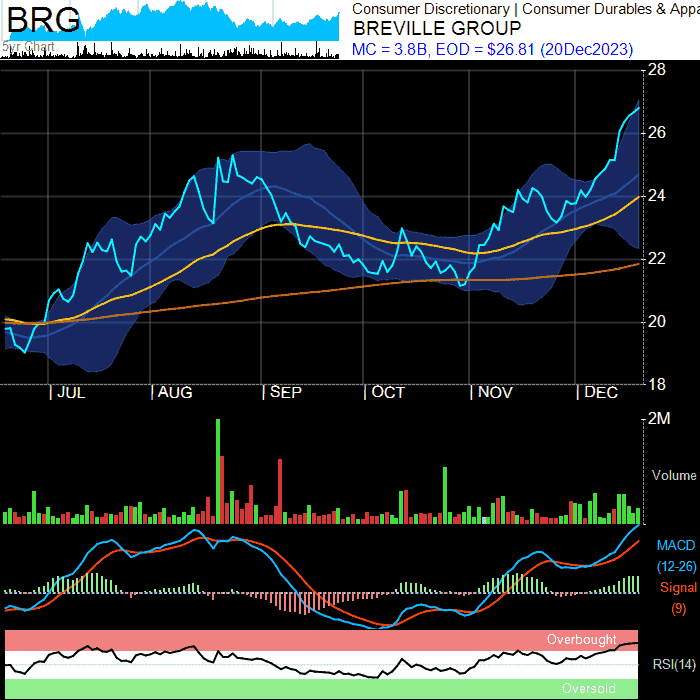 BRG
5yr Chart
Consumer Discretionary | Consumer Durables & Appa
BREVILLE GROUP
MC = 3.8B, EOD = $26.81 (20Dec2023)
28
26
24
22
20
18
| JUL | AUG | SEP | OCT | NOV | DEC
2M
Volume
MACD
(12-26)
Signal
(9)
Overbought
RSI(14)
Oversold